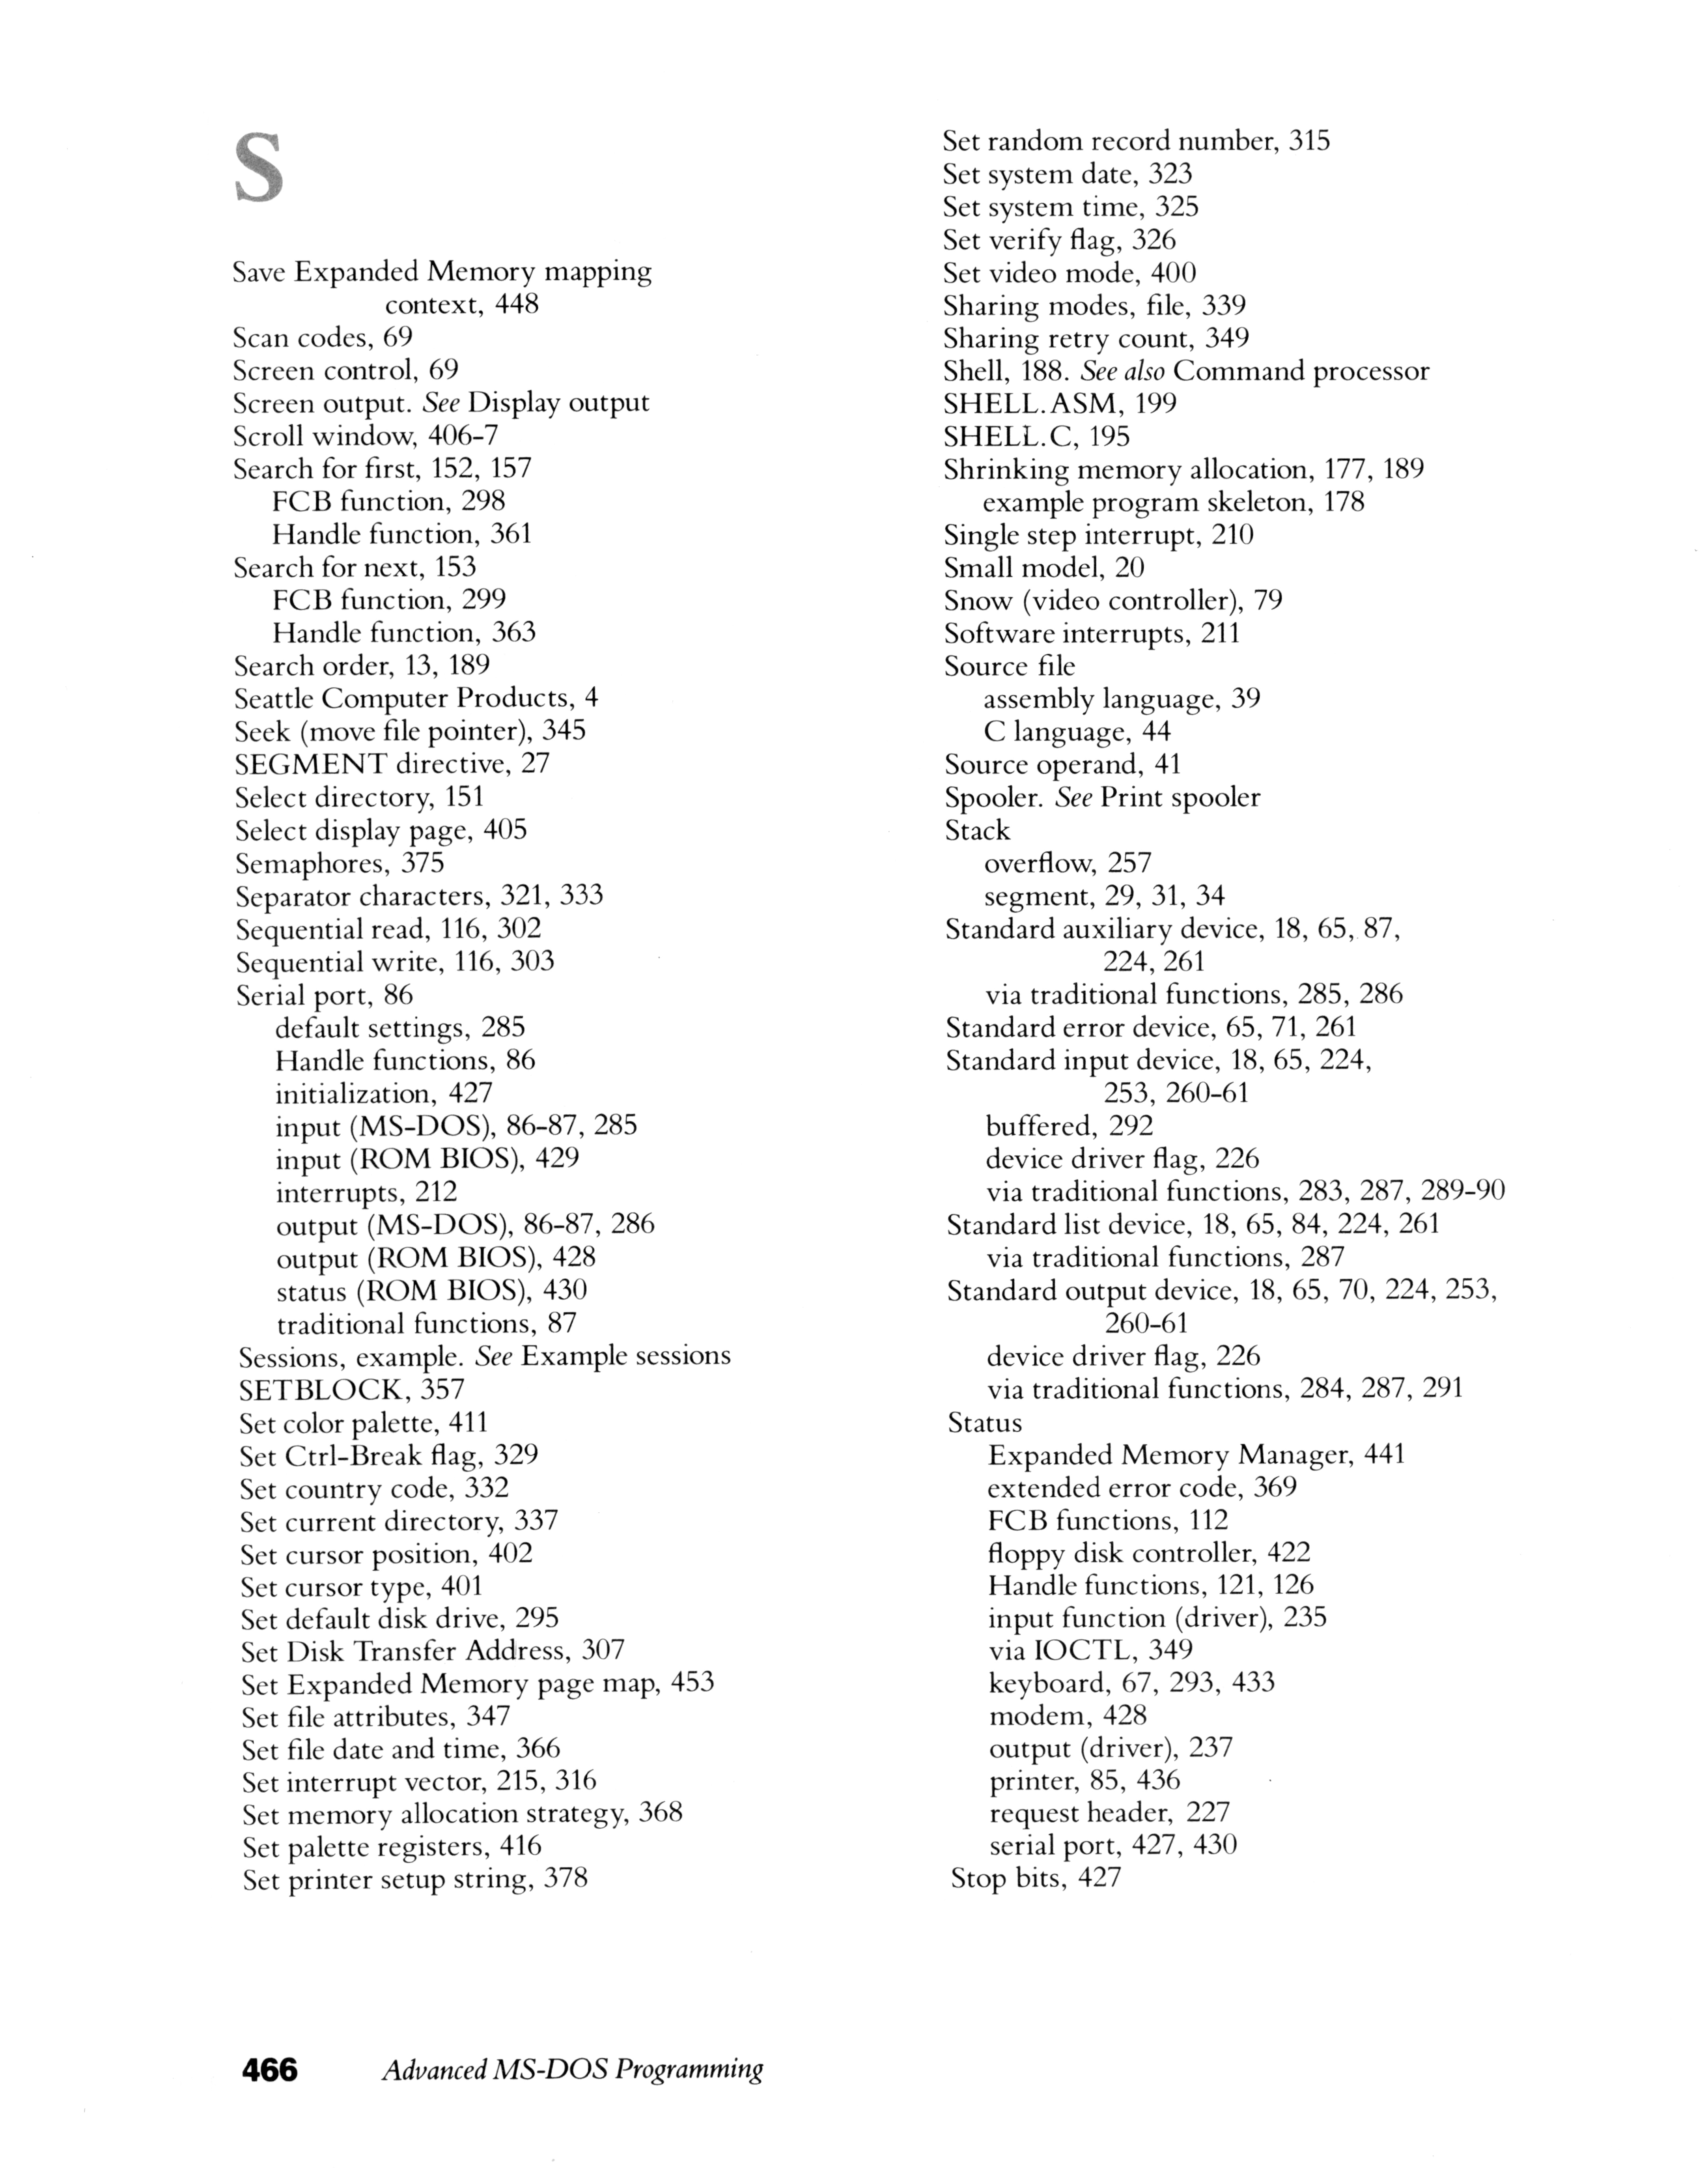 S
Save Expanded Memory mapping
context, 448
Scan codes, 69
Screen control, 69
Screen output. See Display output
Scroll window, 406–7
Search for first, 152, 157
FCB function, 298
Handle function, 361
Search for next, 153
FCB function, 299
Handle function, 363
Search order, 13, 189
Seattle Computer Products, 4
Seek (move file pointer), 345
SEGMENT directive, 27
Select directory, 151
Select display page, 405
Semaphores, 375
Separator characters, 321, 333
Sequential read, 116, 302
Sequential write, 116, 303
Serial port, 86
default settings, 285
Handle functions, 86
initialization, 427
input (MS-DOS), 86–87, 285
input (ROM BIOS), 429
interrupts, 212
output (MS-DOS), 86–87, 286
output (ROM BIOS), 428
status (ROM BIOS), 430
traditional functions, 87
Sessions, example. See Example sessions
SETBLOCK, 357
Set color palette, 411
Set Ctrl-Break flag, 329
Set country code, 332
Set current directory, 337
Set cursor position, 402
Set cursor type, 401
Set default disk drive, 295
Set Disk Transfer Address, 307
Set Expanded Memory page map, 453
Set file attributes, 347
Set file date and time, 366
Set interrupt vector, 215, 316
Set memory allocation strategy, 368
Set palette registers, 416
Set printer setup string, 378
Set random record number, 315
Set system date, 323
Set system time, 325
Set verify flag, 326
Set video mode, 400
Sharing modes, file, 339
Sharing retry count, 349
Shell, 188. See also Command processor
SHELL.ASM, 199
SHELL.C, 195
Shrinking memory allocation, 177, 189
example program skeleton, 178
Single step interrupt, 210
Small model, 20
Snow (video controller), 79
Software interrupts, 211
Source file
assembly language, 39
C language, 44
Source operand, 41
Spooler. See Print spooler
Stack
overflow, 257
segment, 29, 31, 34
Standard auxiliary device, 18, 65, 87,
224, 261
via traditional functions, 285, 286
Standard error device, 65, 71, 261
Standard input device, 18, 65, 224,
253, 260–61
buffered, 292
device driver flag, 226
via traditional functions, 283, 287, 289–90
Standard list device, 18, 65, 84, 224, 261
via traditional functions, 287
Standard output device, 18, 65, 70, 224, 253,
260–61
device driver flag, 226
via traditional functions, 284, 287, 291
Status
Expanded Memory Manager, 441
extended error code, 369
FCB functions, 112
floppy disk controller, 422
Handle functions, 121, 126
input function (driver), 235
via IOCTL, 349
keyboard, 67, 293, 433
modem, 428
output (driver), 237
printer, 85, 436
request header, 227
serial port, 427, 430
Stop bits, 427
466 Advanced MS-DOS Programming